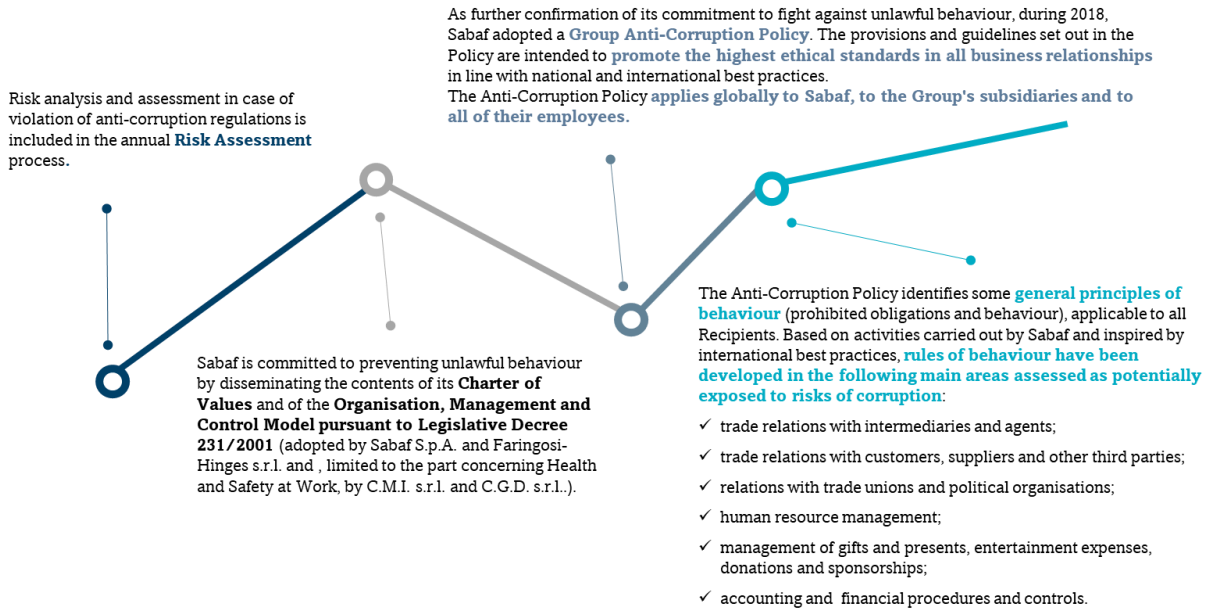 Risk analysis and assessment in case of
violation of anti-corruption regulations is
included in the annual Risk Assessment
process.
Sabaf is committed to preventing unlawful behaviour
by disseminating the contents of its Charter of
Values and of the Organisation, Management and
Control Model pursuant to Legislative Decree
231/2001 (adopted by Sabaf S.p.A. and Faringosi-
Hinges s.r.l. and , limited to the part concerning Health
and Safety at Work, by C.M.I. s.r.l. and C.G.D. s.r.l..).
As further confirmation of its commitment to fight against unlawful behaviour, during 2018,
Sabaf adopted a Group Anti-Corruption Policy. The provisions and guidelines set out in the
Policy are intended to promote the highest ethical standards in all business relationships
in line with national and international best practices.
The Anti-Corruption Policy applies globally to Sabaf, to the Group's subsidiaries and to
all of their employees.
The Anti-Corruption Policy identifies some general principles of
behaviour (prohibited obligations and behaviour), applicable to all
Recipients. Based on activities carried out by Sabaf and inspired by
international best practices, rules of behaviour have been
developed in the following main areas assessed as potentially
exposed to risks of corruption:
✓ trade relations with intermediaries and agents;
✓ trade relations with customers, suppliers and other third parties;
✓ relations with trade unions and political organisations;
✓ human resource management;
✓ management of gifts and presents, entertainment expenses,
donations and sponsorships;
✓ accounting and financial procedures and controls.